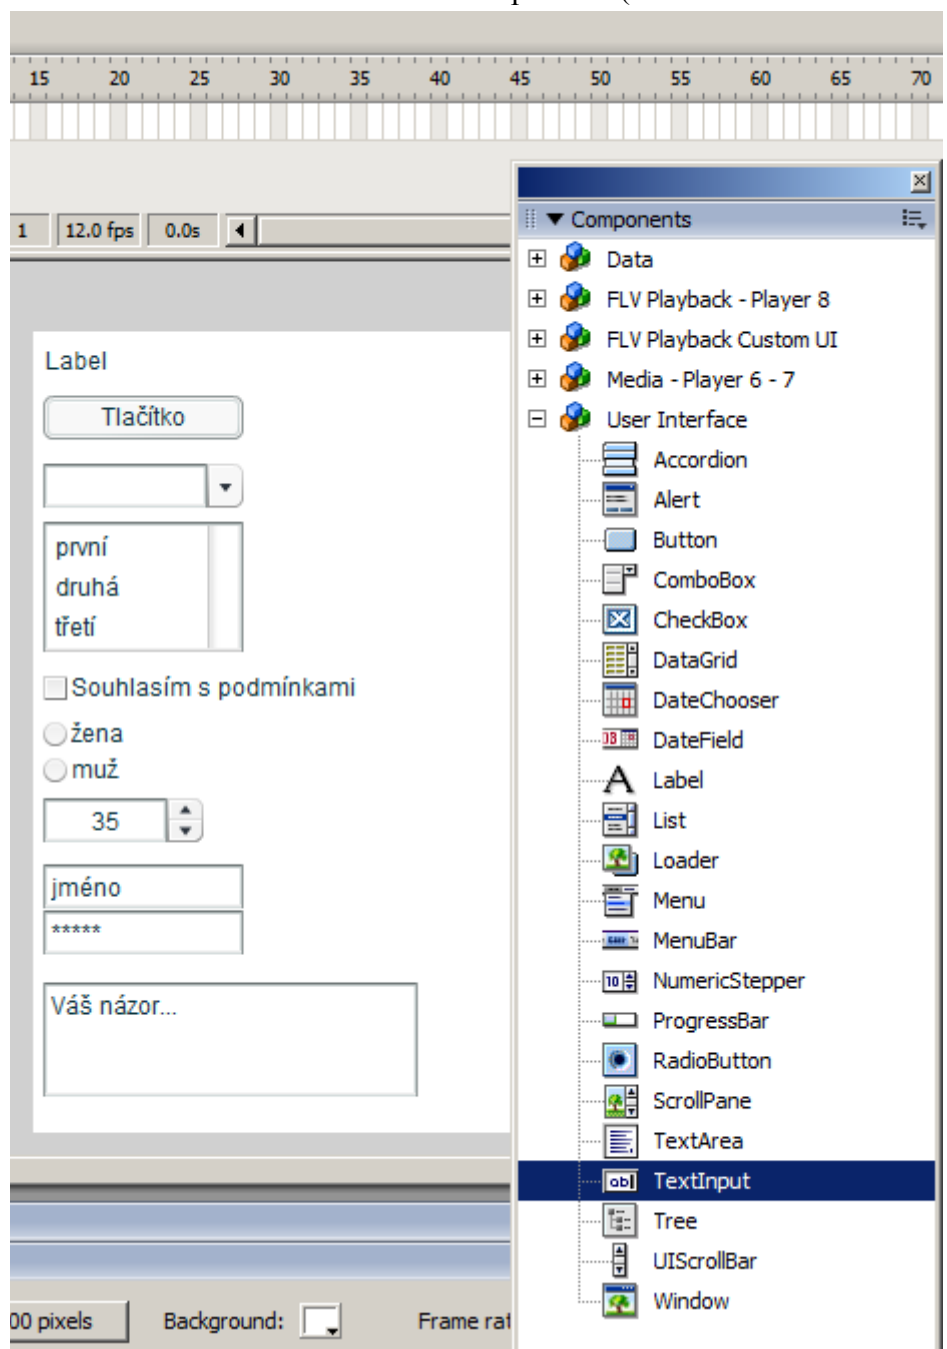 15 20 25 30 35 40 45 50 55 60 65 70
1 12.0 fps 0.0s
Label
Tlačítko
první
druhá
třetí
Souhlasím s podmínkami
žena
muž
35
jméno
*****
Váš názor...
Components
Data
FLV Playback - Player 8
FLV Playback Custom UI
Media - Player 6 - 7
User Interface
Accordion
Alert
Button
ComboBox
CheckBox
DataGrid
DateChooser
DateField
Label
List
Loader
Menu
MenuBar
NumericStepper
ProgressBar
RadioButton
ScrollPane
TextArea
TextInput
Tree
UIScrollBar
Window
00 pixels Background: Frame rat